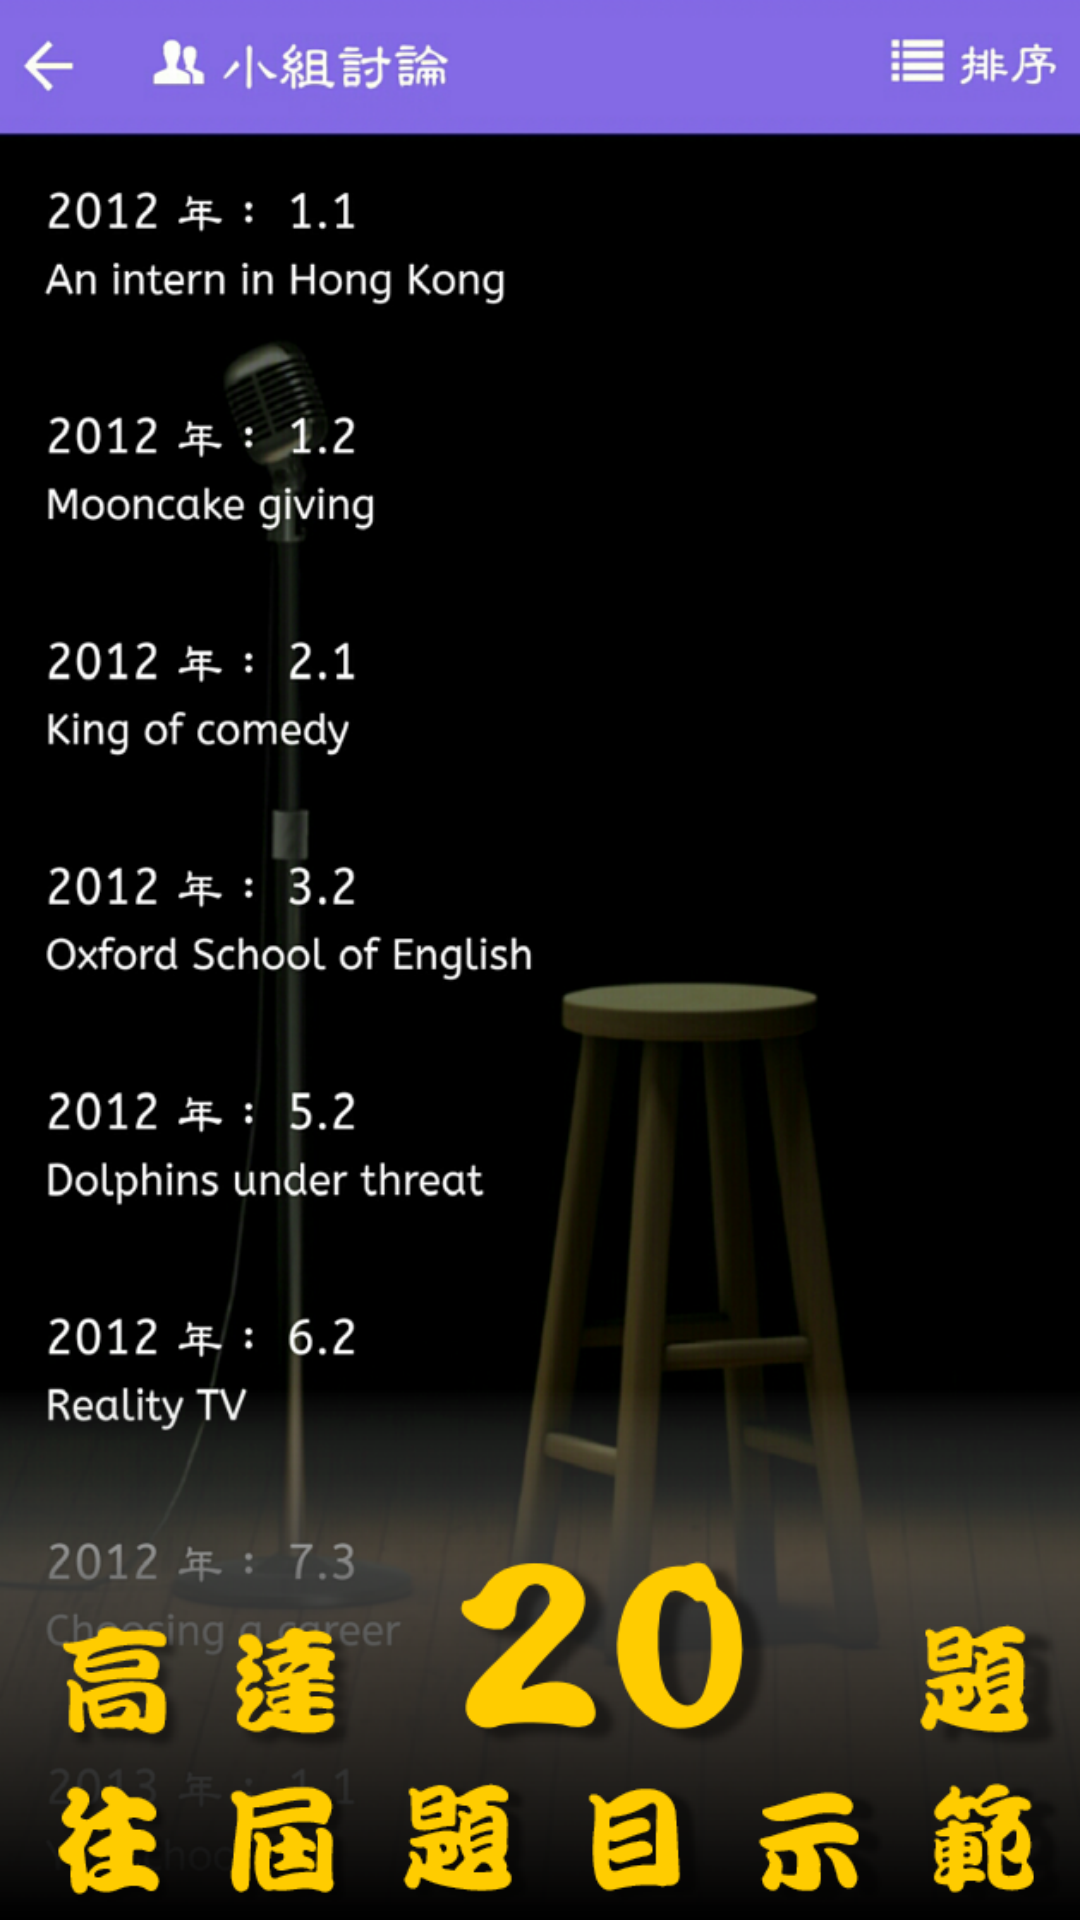 小組討論 排序
2012 年： 1.1
An intern in Hong Kong
2012 年： 1.2
Mooncake giving
2012 年： 2.1
King of comedy
2012 年： 3.2
Oxford School of English
2012 年： 5.2
Dolphins under threat
2012 年： 6.2
Reality TV
2012 年： 7.3
Choosing a career
高達 20 題
2013 年： 1.1
往屆題目示範